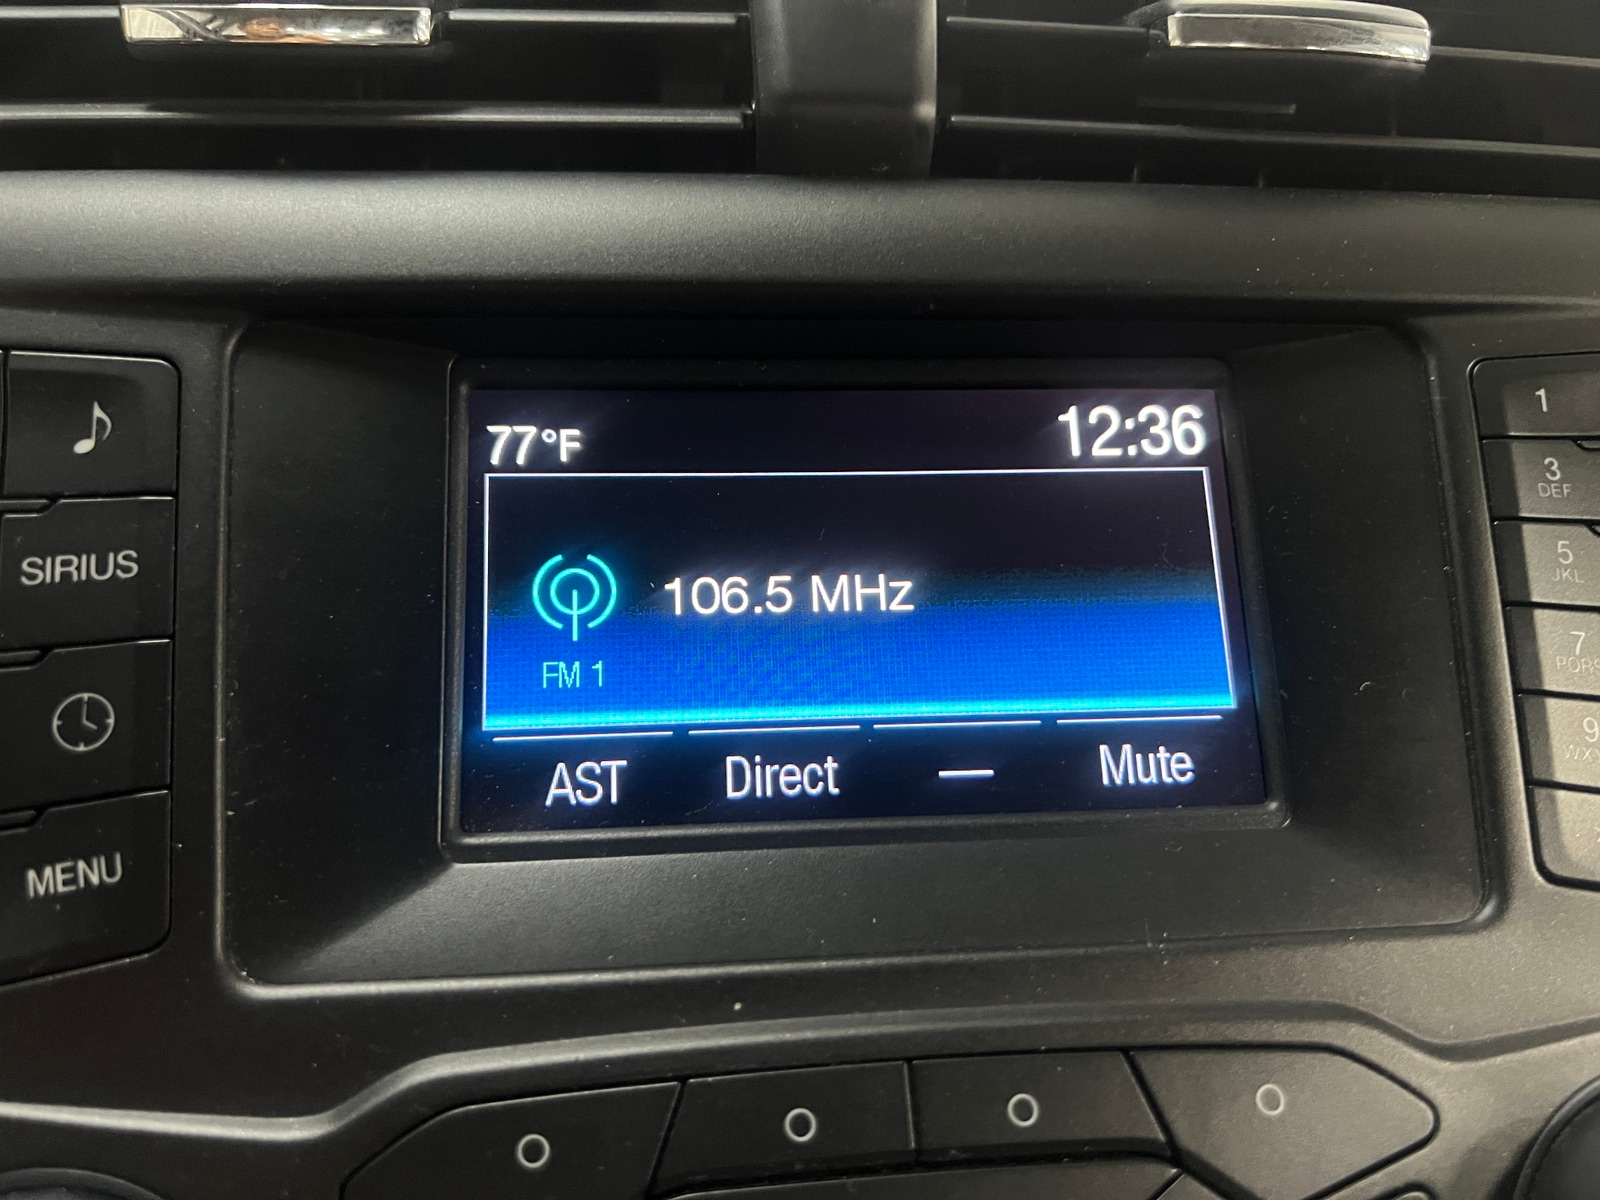 77°F
12:36
106.5 MHz
FM 1
AST Direct — Mute
SIRIUS
MENU
1
3
DEF
5
JKL
7
9